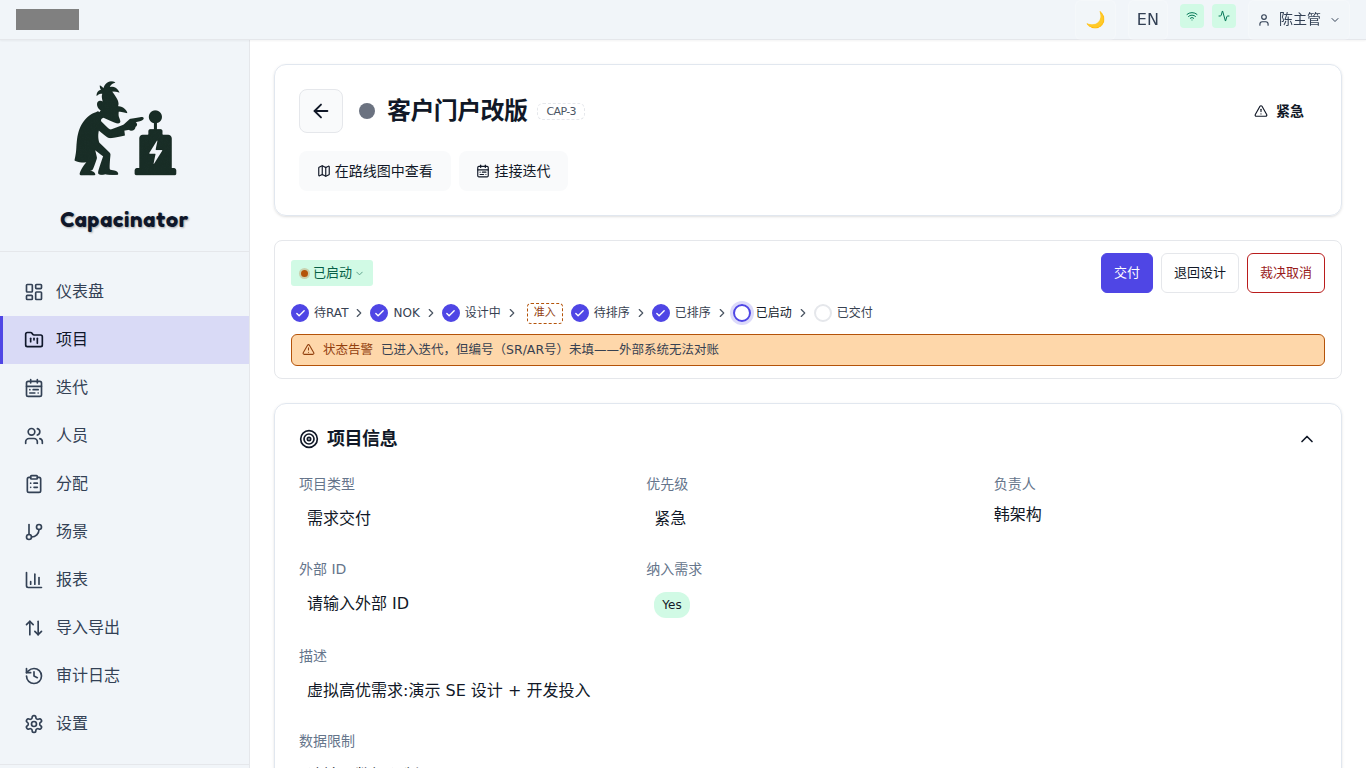 EN
陈主管
Capacinator
仪表盘
项目
迭代
人员
分配
场景
报表
导入导出
审计日志
设置
客户门户改版 CAP-3
紧急
在路线图中查看 挂接迭代
已启动
交付 退回设计 裁决取消
待RAT NOK 设计中 准入 待排序 已排序 已启动 已交付
状态告警 已进入迭代，但编号（SR/AR号）未填——外部系统无法对账
项目信息
项目类型 优先级 负责人
需求交付 紧急 韩架构
外部 ID 纳入需求
请输入外部 ID Yes
描述
虚拟高优需求:演示 SE 设计 + 开发投入
数据限制